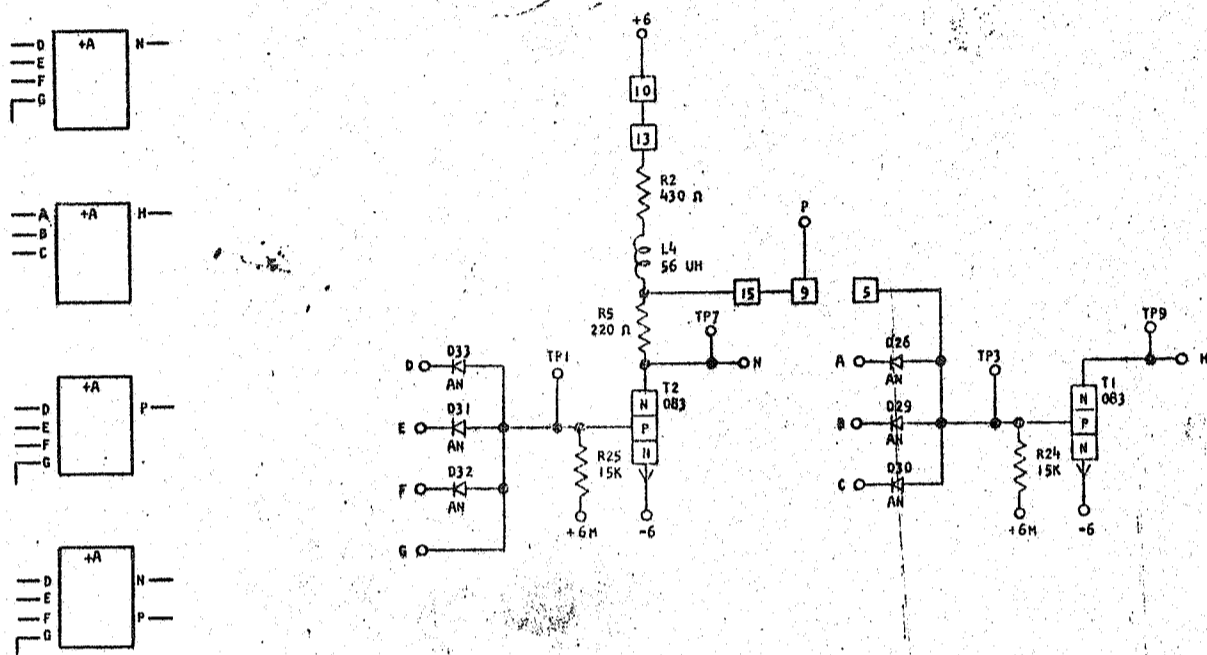 D
E
F
G
+A
N
A
B
C
+A
H
D
E
F
G
+A
P
D
E
F
G
+A
N
P
+6
10
13
R2
430 Ω
L4
56 UH
P
15
9
5
R5
220 Ω
TP7
N
D33
D
AN
TP1
D31
E
AN
D32
F
AN
G
R25
15K
+6M
T2
083
N
P
N
-6
D26
A
AN
D29
B
AN
D30
C
AN
TP3
R24
15K
+6M
TP9
H
T1
083
N
P
N
-6